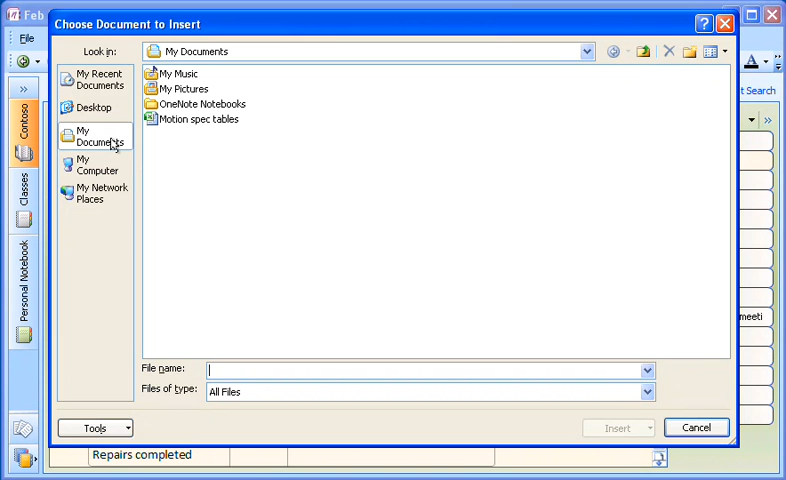 Feb
Choose Document to Insert
File
Look in:
My Documents
A
t Search
My Recent
Documents
Desktop
My
Documents
My
Computer
My Network
Places
My Music
My Pictures
OneNote Notebooks
Motion spec tables
Contoso
Classes
Personal Notebook
meeti
File name:
Files of type:
All Files
Tools
Insert
Cancel
Repairs completed